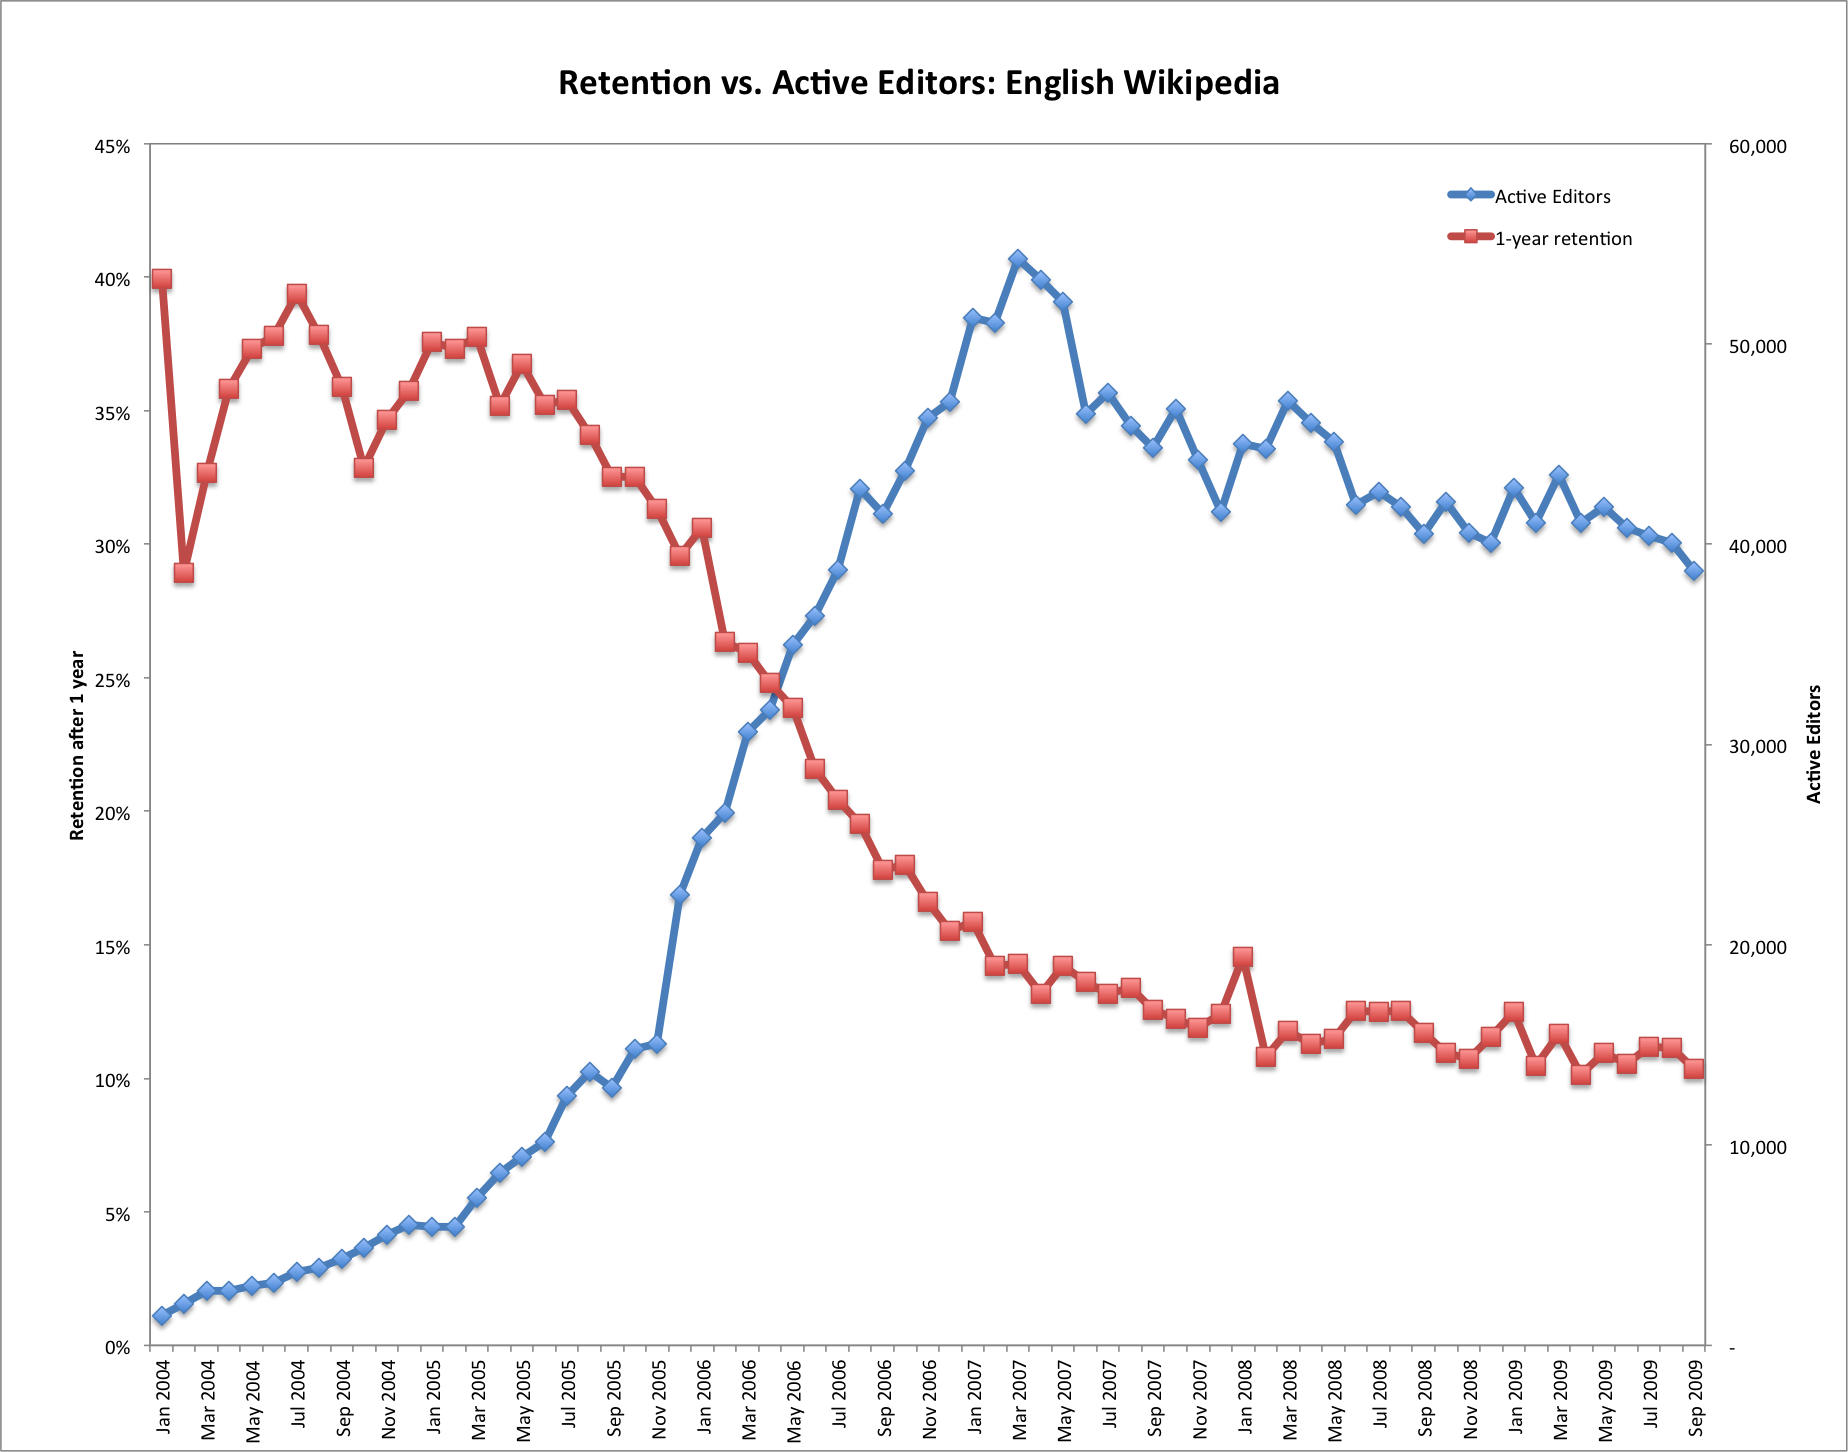 Retention vs. Active Editors: English Wikipedia
45%
40%
35%
30%
25%
20%
15%
10%
5%
0%
Retention after 1 year
60,000
50,000
40,000
30,000
20,000
10,000
-
Active Editors
Active Editors
1-year retention
Jan 2004
Mar 2004
May 2004
Jul 2004
Sep 2004
Nov 2004
Jan 2005
Mar 2005
May 2005
Jul 2005
Sep 2005
Nov 2005
Jan 2006
Mar 2006
May 2006
Jul 2006
Sep 2006
Nov 2006
Jan 2007
Mar 2007
May 2007
Jul 2007
Sep 2007
Nov 2007
Jan 2008
Mar 2008
May 2008
Jul 2008
Sep 2008
Nov 2008
Jan 2009
Mar 2009
May 2009
Jul 2009
Sep 2009